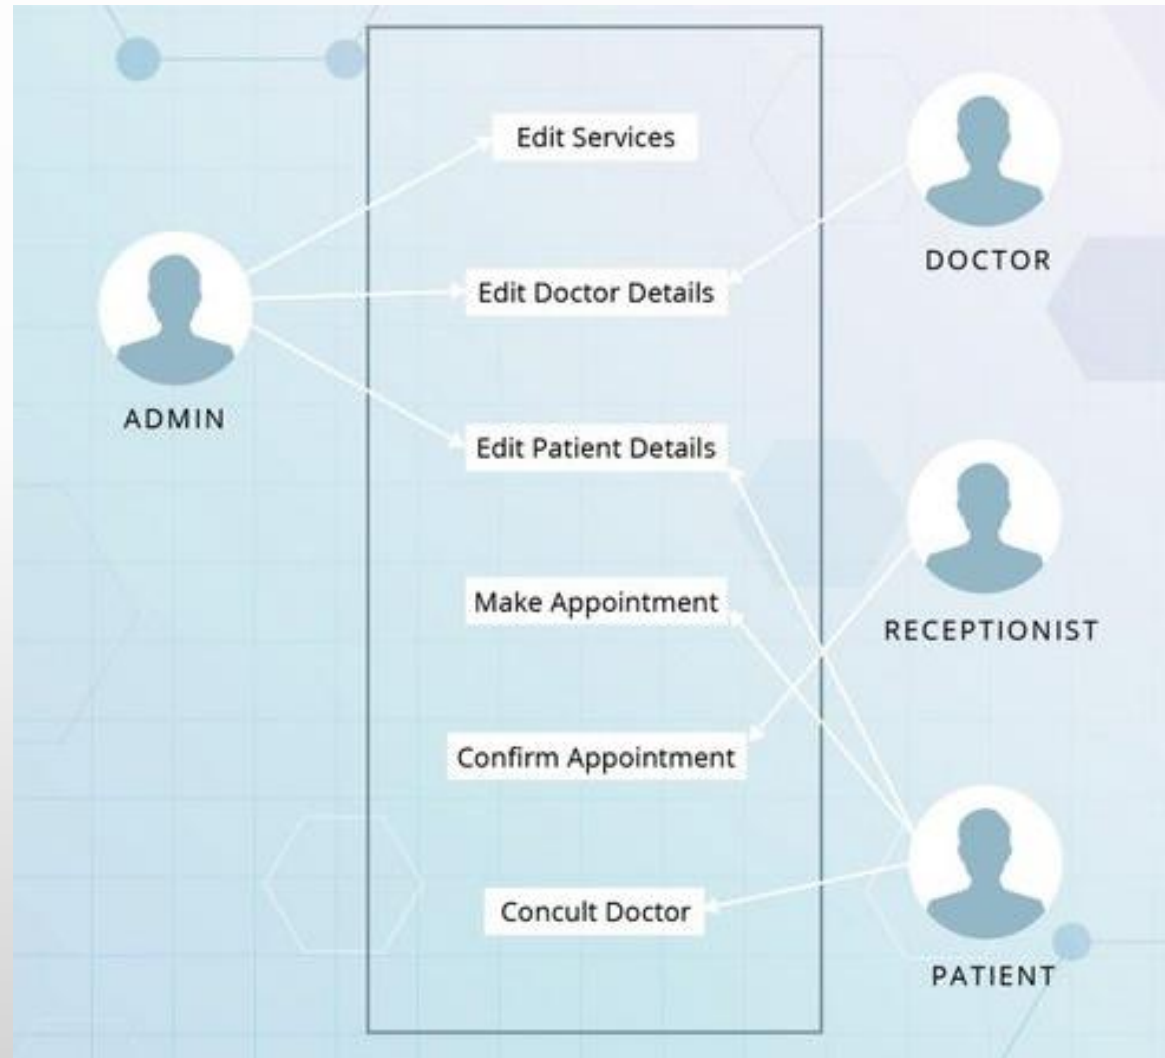 Edit Services
DOCTOR
Edit Doctor Details
ADMIN
Edit Patient Details
Make Appointment
RECEPTIONIST
Confirm Appointment
Concult Doctor
PATIENT